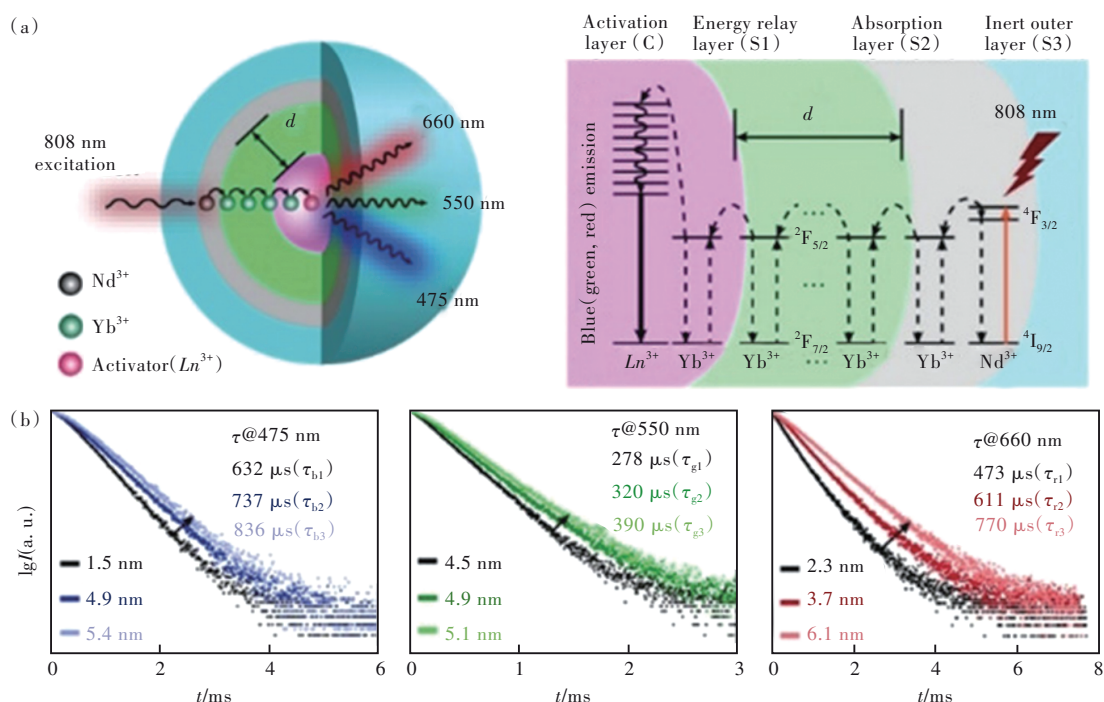 (a)
808 nm
excitation
d
660 nm
550 nm
475 nm
Nd³⁺
Yb³⁺
Activator(Ln³⁺)
Activation
layer(C)
Energy relay
layer(S1)
Absorption
layer(S2)
Inert outer
layer(S3)
Blue(green, red) emission
d
808 nm
⁴F₃/₂
²F₅/₂
...
...
²F₇/₂
...
⁴I₉/₂
Ln³⁺
Yb³⁺
Yb³⁺
Yb³⁺
Yb³⁺
Nd³⁺
(b)
lgI(a. u.)
τ@475 nm
632 μs(τb1)
737 μs(τb2)
836 μs(τb3)
1.5 nm
4.9 nm
5.4 nm
0 2 4 6
t/ms
τ@550 nm
278 μs(τg1)
320 μs(τg2)
390 μs(τg3)
4.5 nm
4.9 nm
5.1 nm
0 1 2 3
t/ms
τ@660 nm
473 μs(τr1)
611 μs(τr2)
770 μs(τr3)
2.3 nm
3.7 nm
6.1 nm
0 2 4 6 8
t/ms